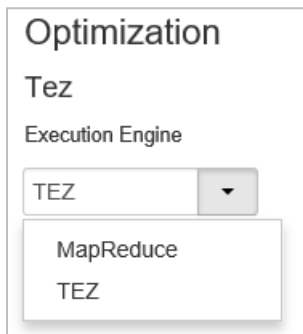 Optimization
Tez
Execution Engine
TEZ
MapReduce
TEZ